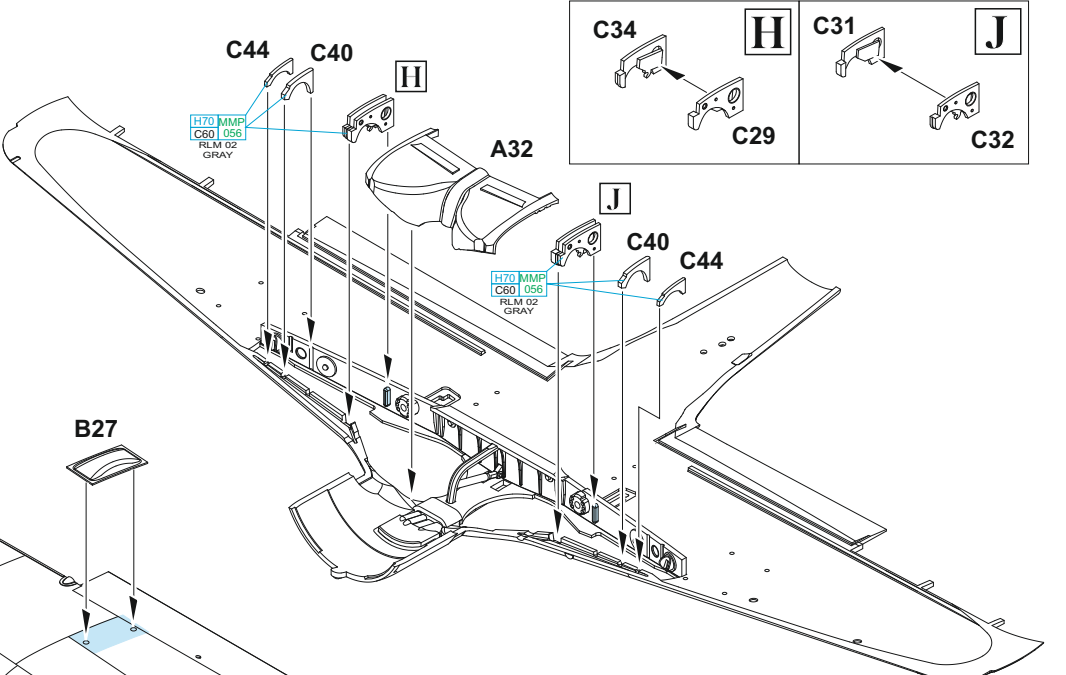 C34
H
C31
J
C29
C32
C44
C40
H
H70 MMP
C60 056
RLM 02
GRAY
A32
J
C40
C44
H70 MMP
C60 056
RLM 02
GRAY
B27